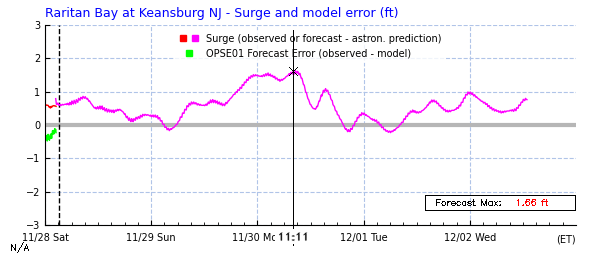 Raritan Bay at Keansburg NJ - Surge and model error (ft)
Surge (observed or forecast - astron. prediction)
OPSE01 Forecast Error (observed - model)
3
2
1
0
−1
−2
−3
Forecast Max: 1.66 ft
11/28 Sat 11/29 Sun 11/30 Mc 11:11 12/01 Tue 12/02 Wed (ET)
N/A